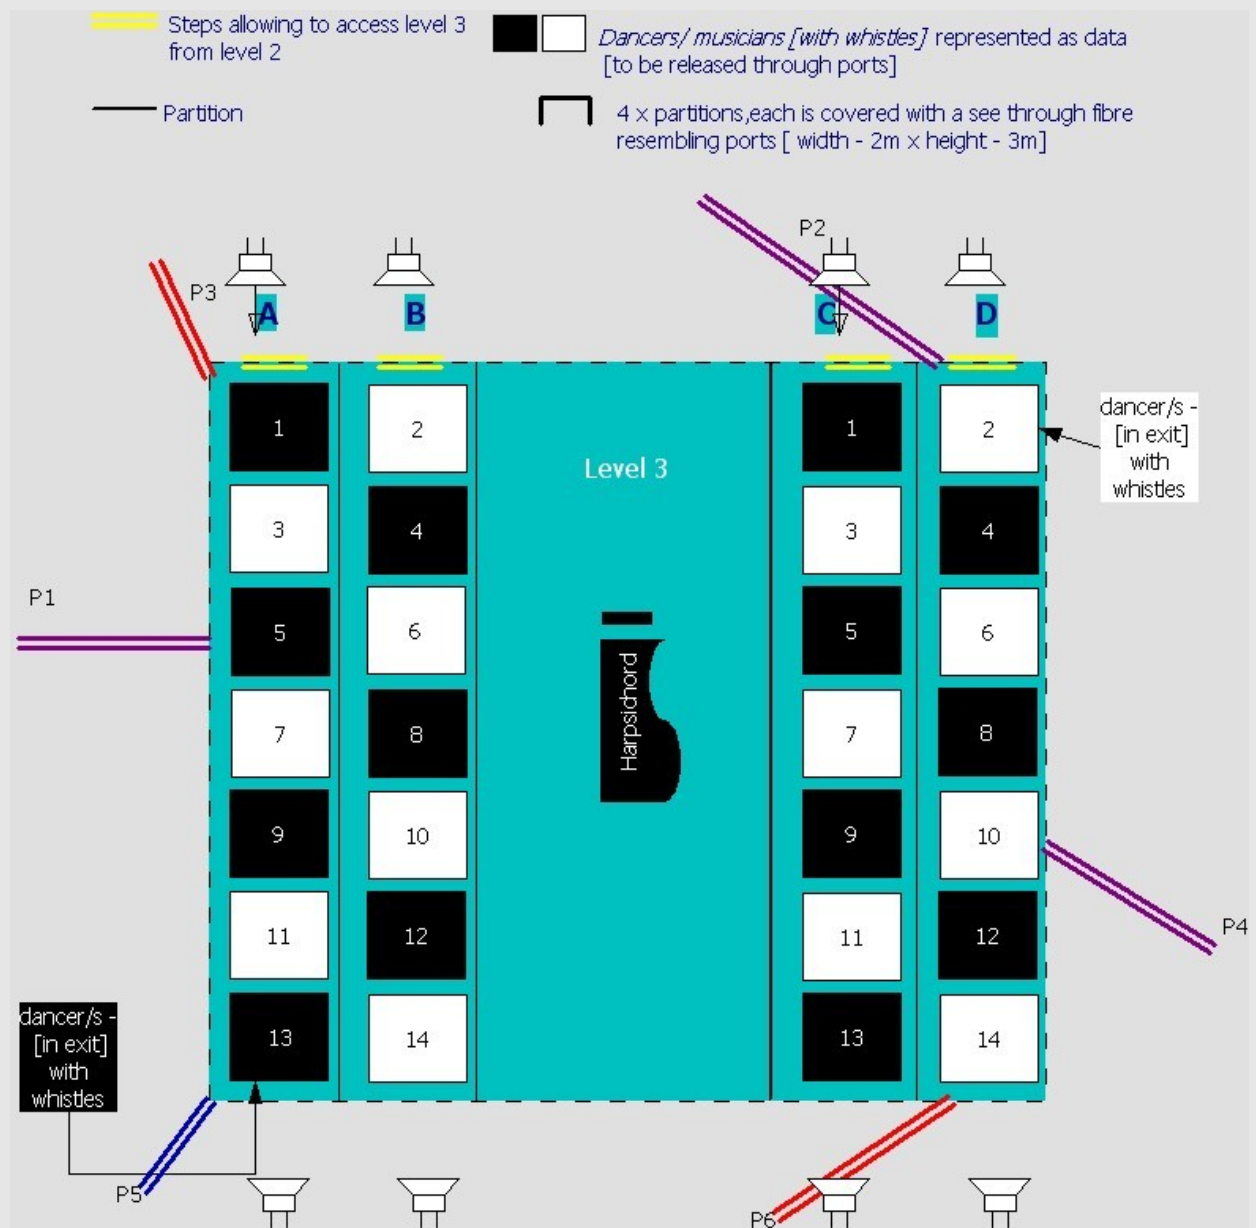 Steps allowing to access level 3
from level 2
Dancers/ musicians [with whistles] represented as data
[to be released through ports]
Partition
4 x partitions,each is covered with a see through fibre
resembling ports [ width - 2m x height - 3m]
P2
P3
A
B
C
D
1
2
1
2
dancer/s -
[in exit]
with
whistles
Level 3
3
4
3
4
P1
5
6
5
6
Harpsichord
7
8
7
8
9
10
9
10
P4
11
12
11
12
dancer/s -
[in exit]
with
whistles
13
14
13
14
P5
P6